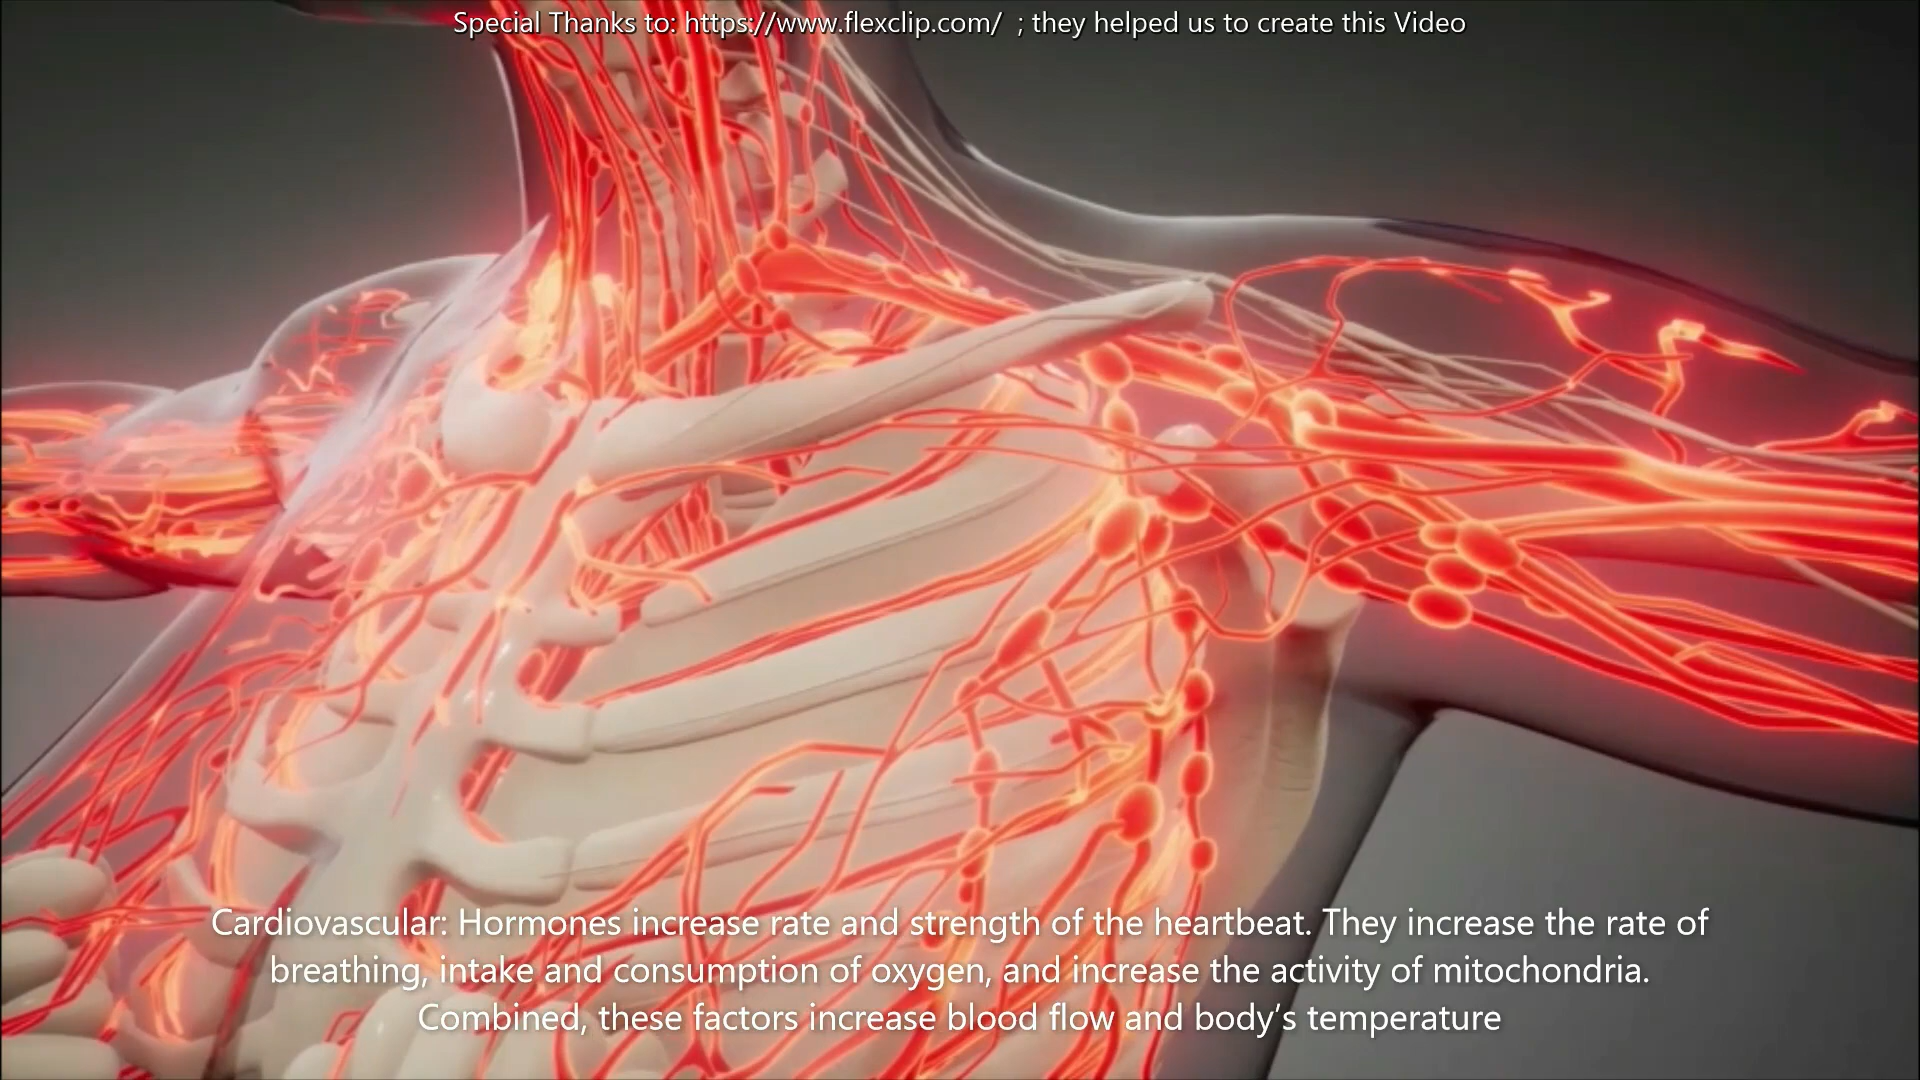 Special Thanks to: https://www.flexclip.com/  ; they helped us to create this Video
Cardiovascular: Hormones increase rate and strength of the heartbeat. They increase the rate of
breathing, intake and consumption of oxygen, and increase the activity of mitochondria.
Combined, these factors increase blood flow and body’s temperature